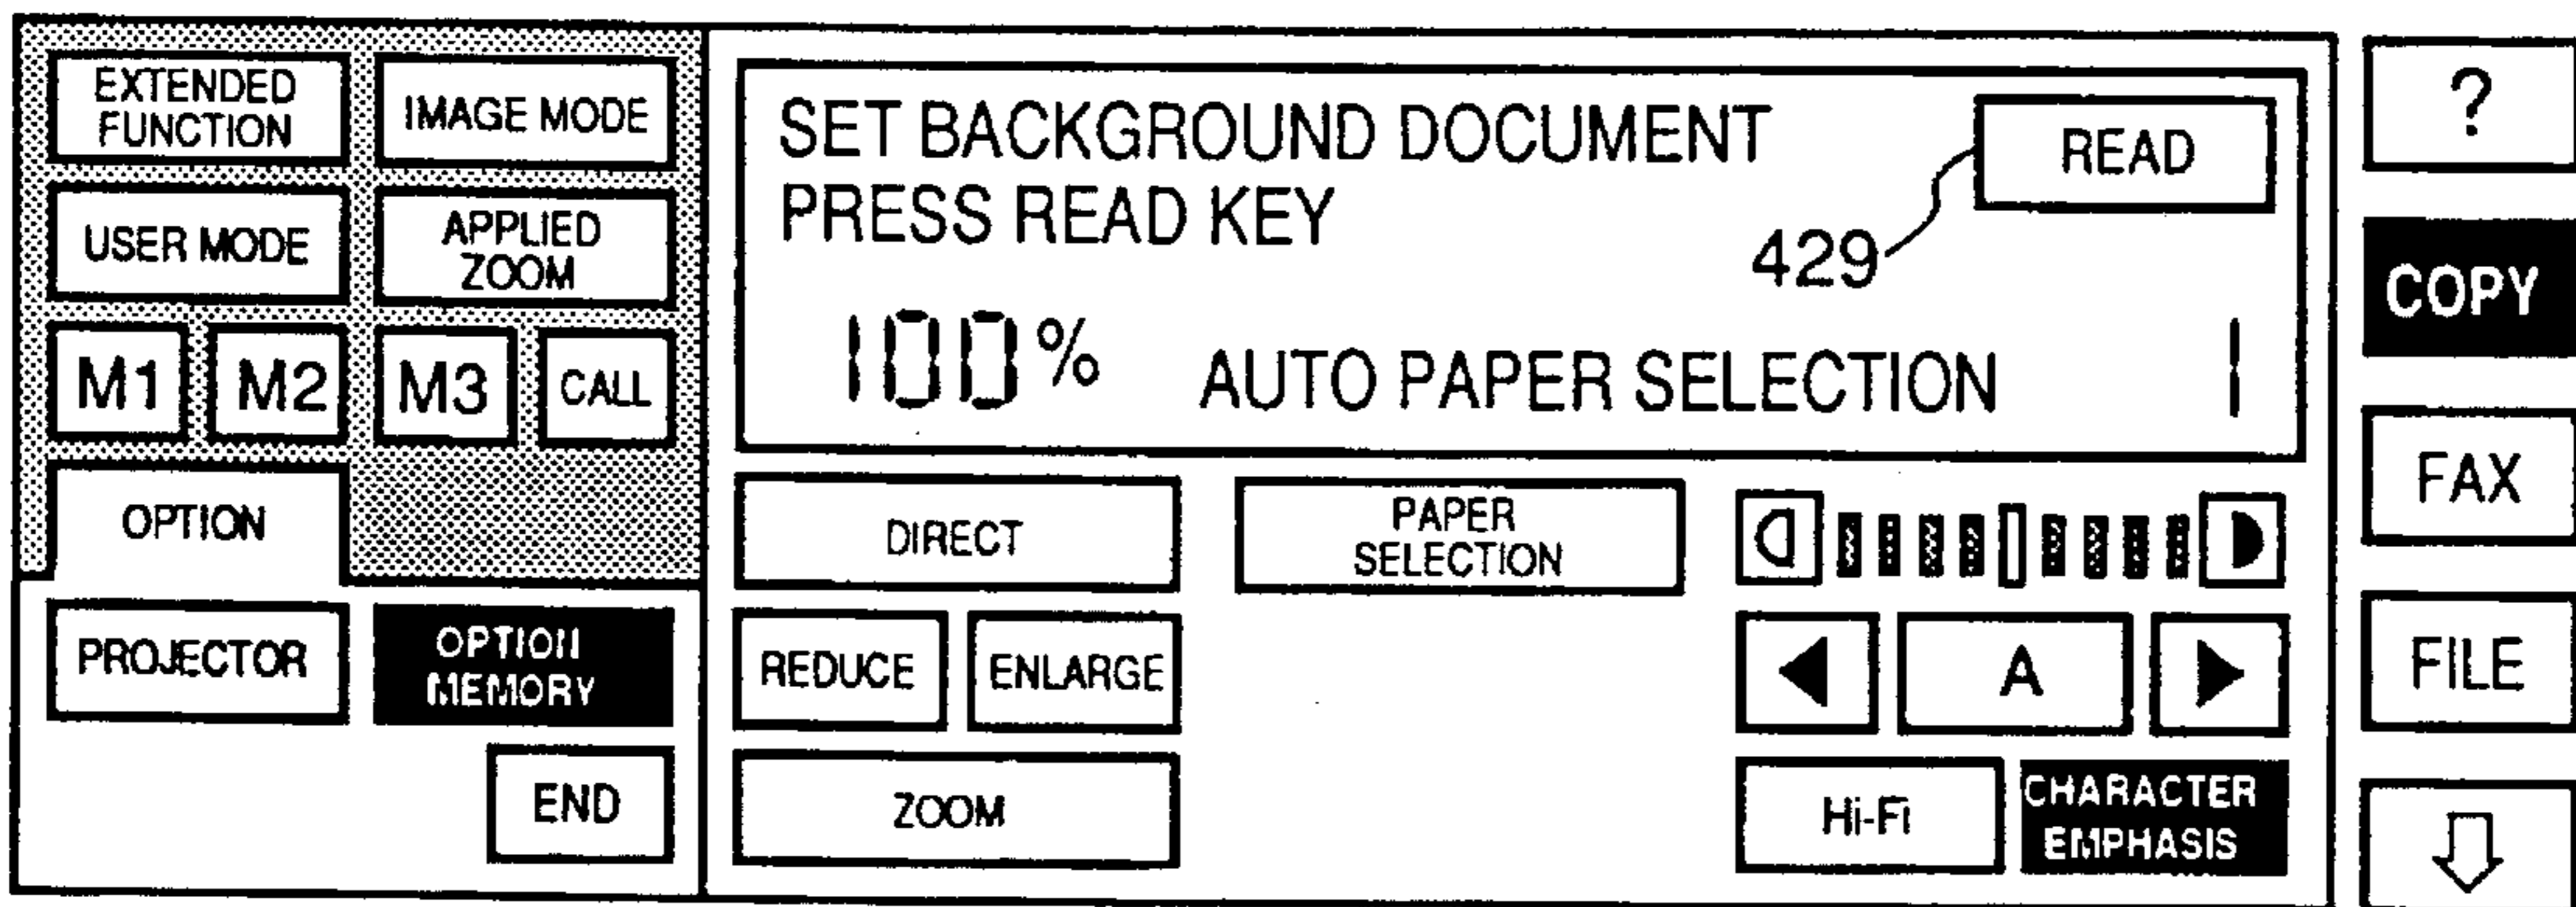 EXTENDED
FUNCTION
IMAGE MODE
USER MODE
APPLIED
ZOOM
M1
M2
M3
CALL
OPTION
PROJECTOR
OPTION
MEMORY
END
SET BACKGROUND DOCUMENT
PRESS READ KEY
READ
429
100%
AUTO PAPER SELECTION
1
DIRECT
PAPER
SELECTION
REDUCE
ENLARGE
A
ZOOM
Hi-Fi
CHARACTER
EMPHASIS
?
COPY
FAX
FILE